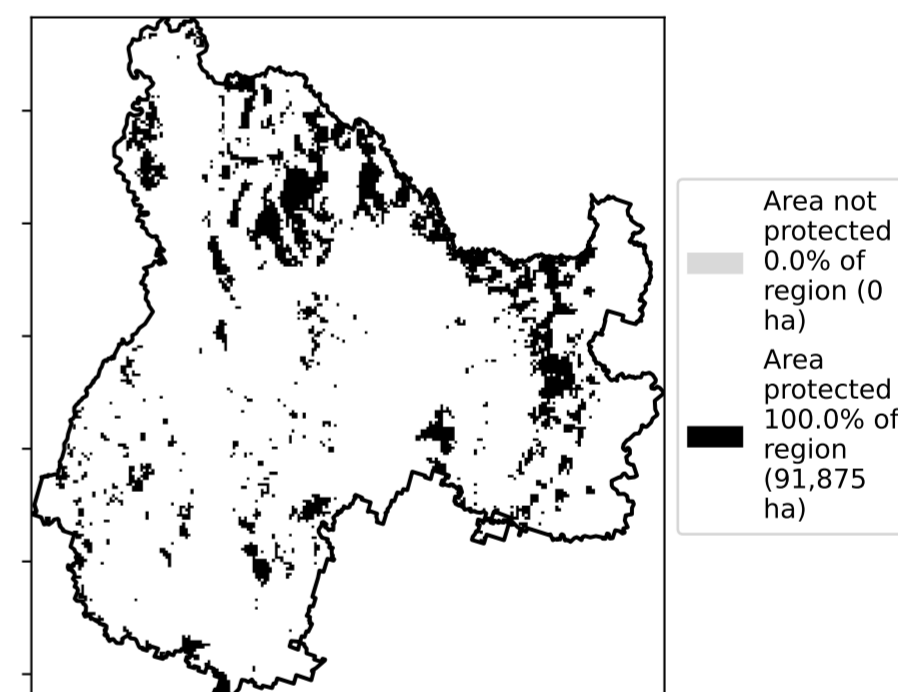 Area not
protected
0.0% of
region (0
ha)
Area
protected
100.0% of
region
(91,875
ha)